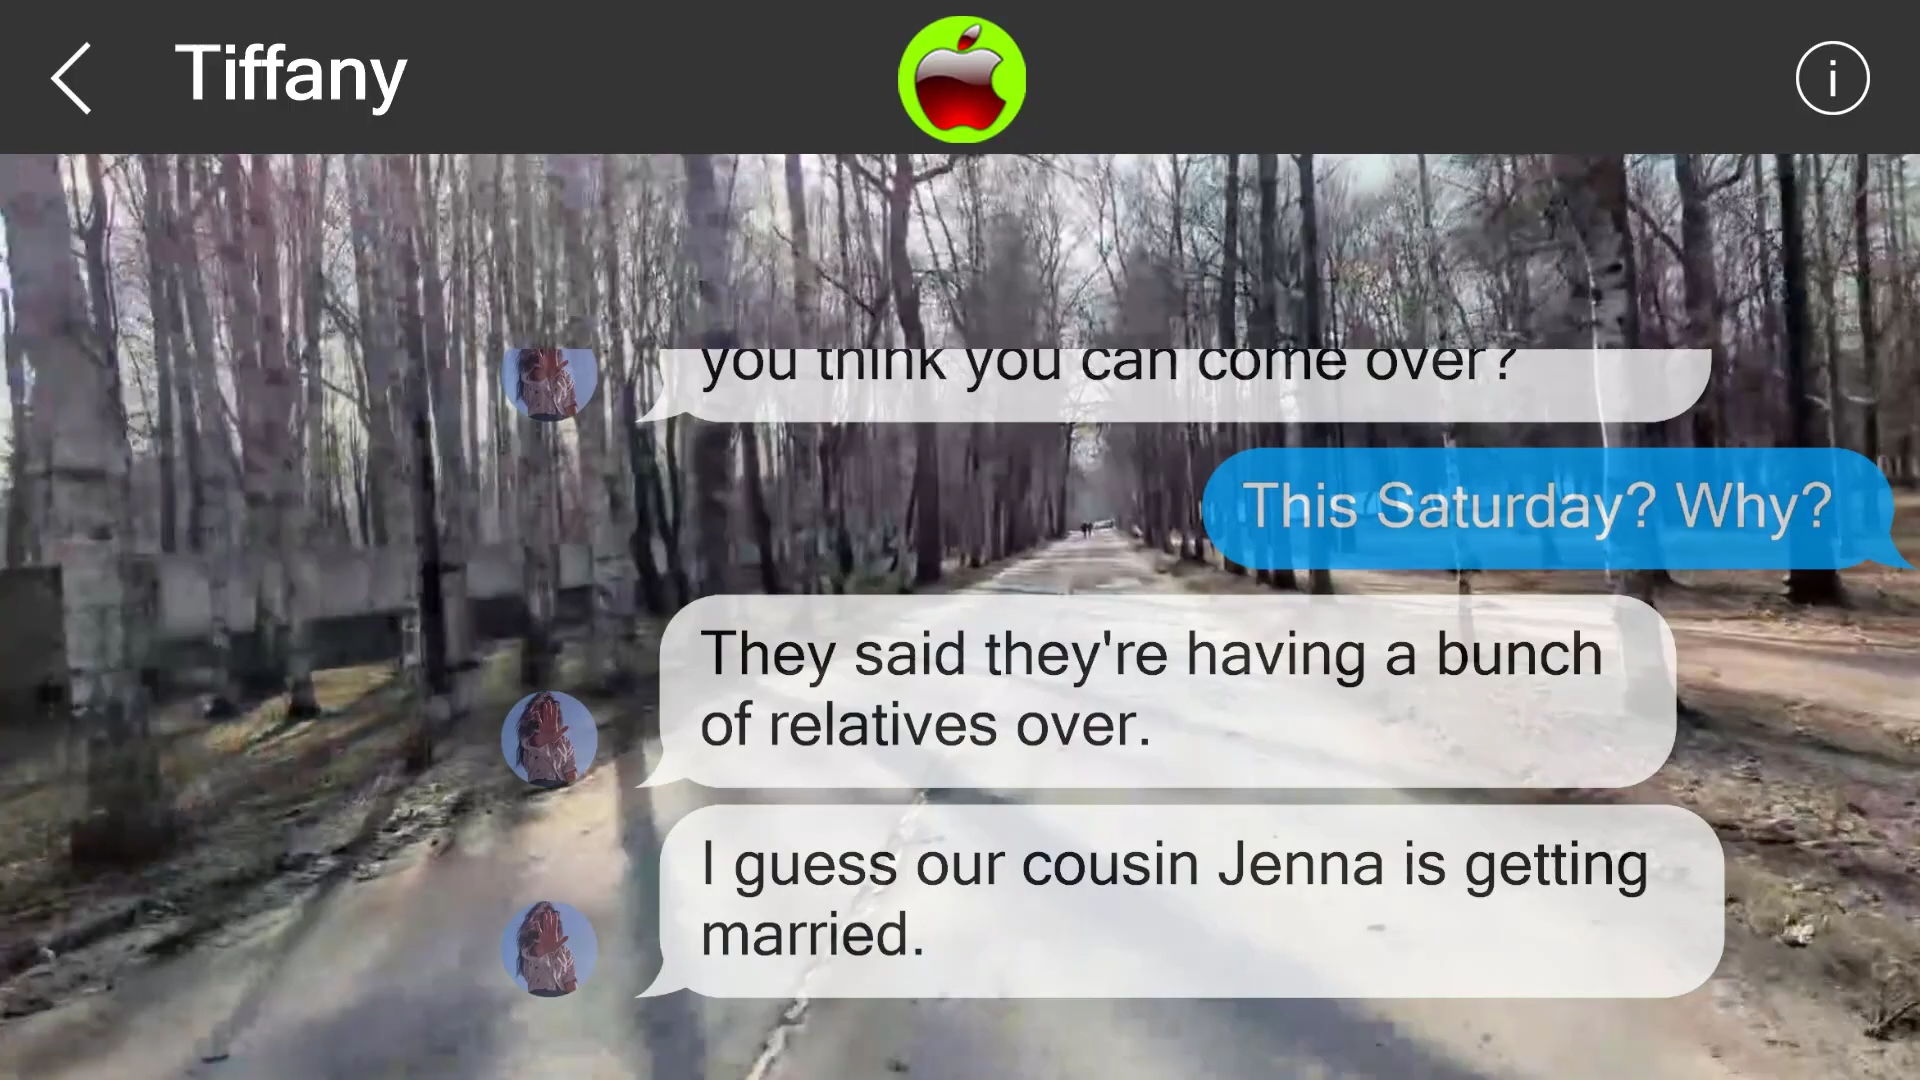 Tiffany
you think you can come over?
This Saturday? Why?
They said they're having a bunch
of relatives over.
I guess our cousin Jenna is getting
married.